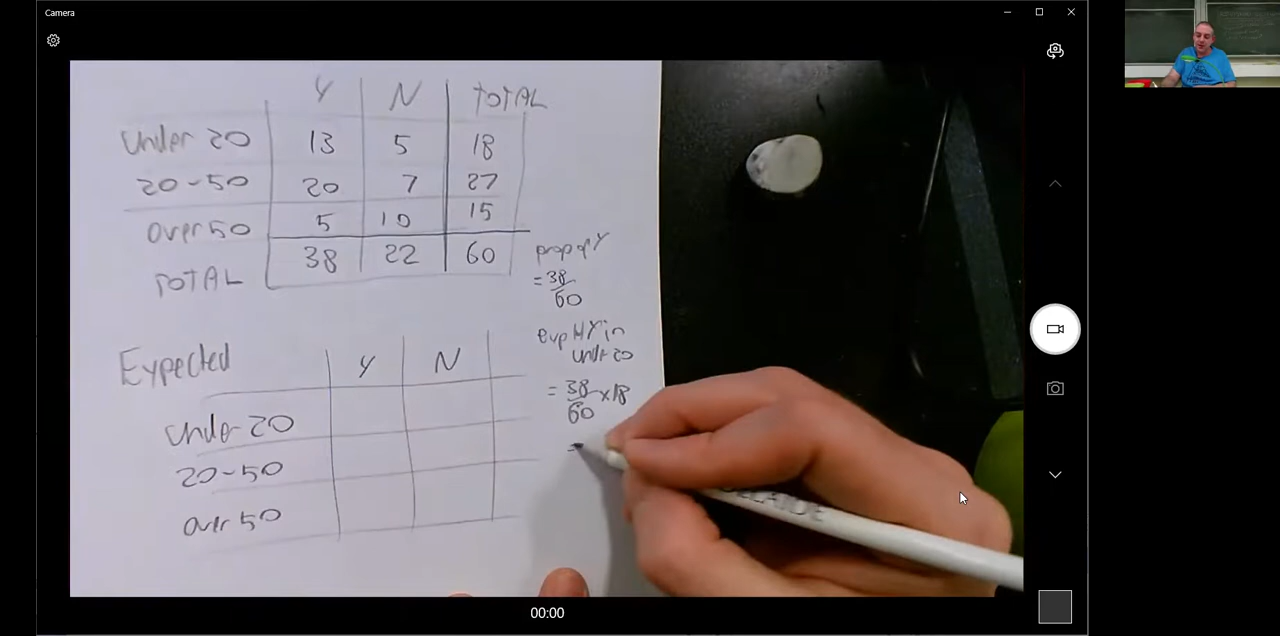 Camera
Y N TOTAL
Under 20 13 5 18
20-50 20 7 27
over 50 5 10 15
TOTAL 38 22 60
prop of Y
= 38
60
exp # Y in
under 20
= 38 x 18
60
=
Expected Y N
Under 20
20-50
over 50
00:00